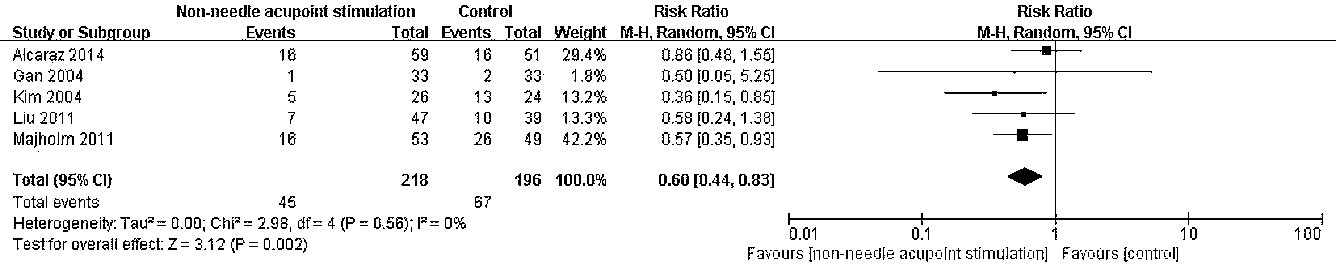 Non-needle acupoint stimulation Control Risk Ratio Risk Ratio
Study or Subgroup Events Total Events Total Weight M-H, Random, 95% CI M-H, Random, 95% CI
Alcaraz 2014 16 59 16 51 29.4% 0.86 [0.48, 1.55]
Gan 2004 1 33 2 33 1.8% 0.50 [0.05, 5.25]
Kim 2004 5 26 13 24 13.2% 0.36 [0.15, 0.85]
Liu 2011 7 47 10 39 13.3% 0.58 [0.24, 1.38]
Majholm 2011 16 53 26 49 42.2% 0.57 [0.35, 0.93]
Total (95% CI) 218 196 100.0% 0.60 [0.44, 0.83]
Total events 45 67
Heterogeneity: Tau² = 0.00; Chi² = 2.98, df = 4 (P = 0.56); I² = 0%
Test for overall effect: Z = 3.12 (P = 0.002)
0.01 0.1 1 10 100
Favours [non-needle acupoint stimulation] Favours [control]